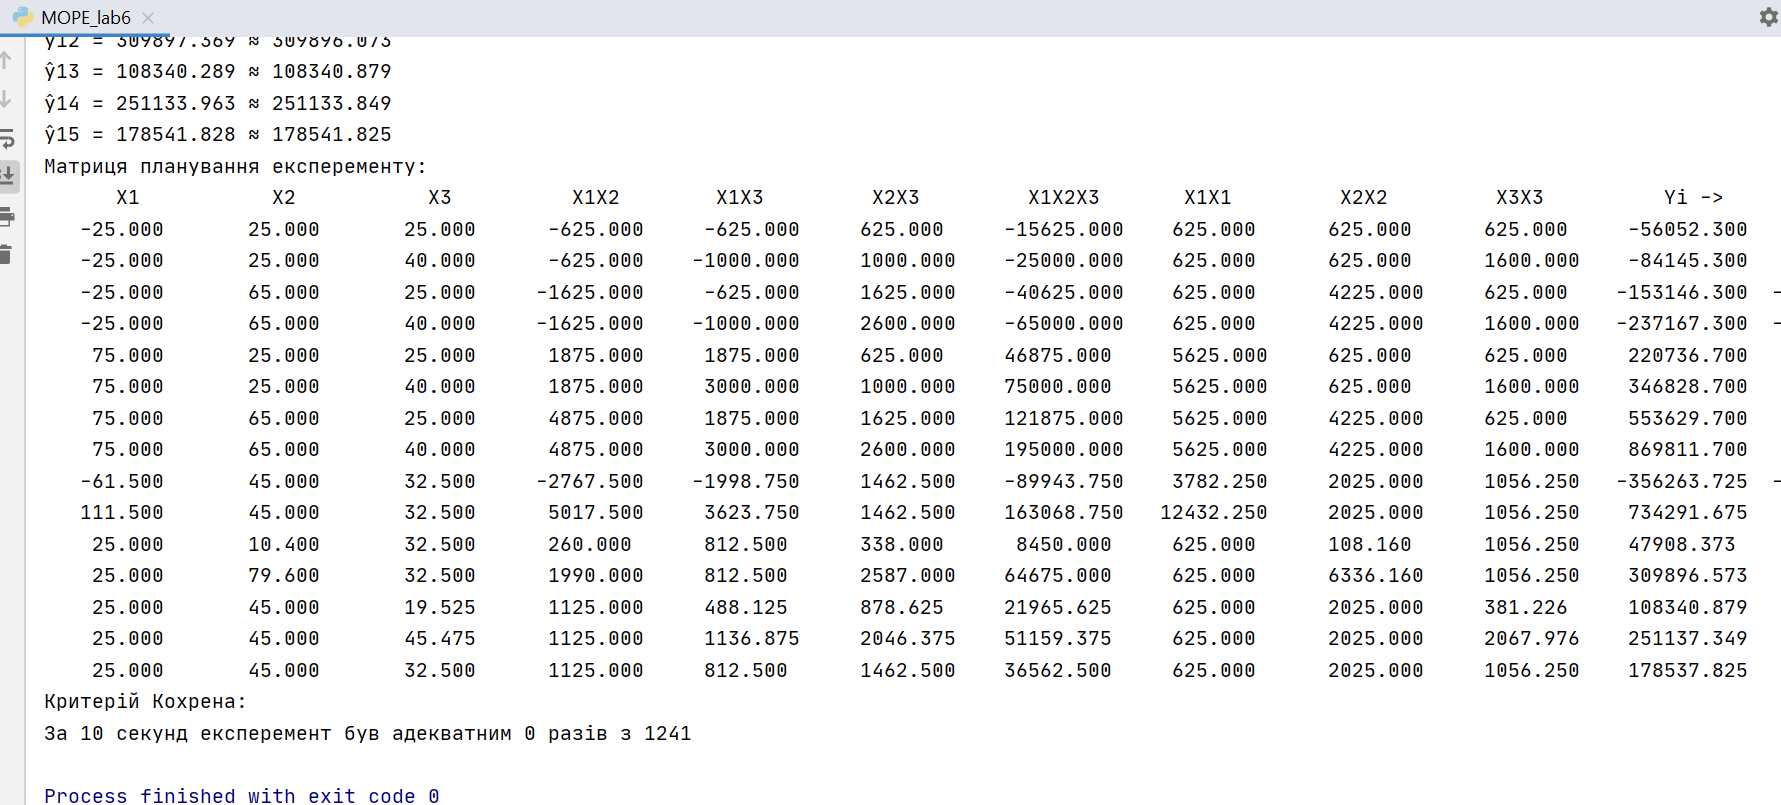 MOPE_lab6
ŷ12 = 309897.369 ≈ 309896.073
ŷ13 = 108340.289 ≈ 108340.879
ŷ14 = 251133.963 ≈ 251133.849
ŷ15 = 178541.828 ≈ 178541.825
Матриця планування експеременту:
X1 X2 X3 X1X2 X1X3 X2X3 X1X2X3 X1X1 X2X2 X3X3 Yi ->
-25.000 25.000 25.000 -625.000 -625.000 625.000 -15625.000 625.000 625.000 625.000 -56052.300
-25.000 25.000 40.000 -625.000 -1000.000 1000.000 -25000.000 625.000 625.000 1600.000 -84145.300
-25.000 65.000 25.000 -1625.000 -625.000 1625.000 -40625.000 625.000 4225.000 625.000 -153146.300 -
-25.000 65.000 40.000 -1625.000 -1000.000 2600.000 -65000.000 625.000 4225.000 1600.000 -237167.300 -
75.000 25.000 25.000 1875.000 1875.000 625.000 46875.000 5625.000 625.000 625.000 220736.700
75.000 25.000 40.000 1875.000 3000.000 1000.000 75000.000 5625.000 625.000 1600.000 346828.700
75.000 65.000 25.000 4875.000 1875.000 1625.000 121875.000 5625.000 4225.000 625.000 553629.700
75.000 65.000 40.000 4875.000 3000.000 2600.000 195000.000 5625.000 4225.000 1600.000 869811.700
-61.500 45.000 32.500 -2767.500 -1998.750 1462.500 -89943.750 3782.250 2025.000 1056.250 -356263.725 -
111.500 45.000 32.500 5017.500 3623.750 1462.500 163068.750 12432.250 2025.000 1056.250 734291.675
25.000 10.400 32.500 260.000 812.500 338.000 8450.000 625.000 108.160 1056.250 47908.373
25.000 79.600 32.500 1990.000 812.500 2587.000 64675.000 625.000 6336.160 1056.250 309896.573
25.000 45.000 19.525 1125.000 488.125 878.625 21965.625 625.000 2025.000 381.226 108340.879
25.000 45.000 45.475 1125.000 1136.875 2046.375 51159.375 625.000 2025.000 2067.976 251137.349
25.000 45.000 32.500 1125.000 812.500 1462.500 36562.500 625.000 2025.000 1056.250 178537.825
Критерій Кохрена:
За 10 секунд експеремент був адекватним 0 разів з 1241
Process finished with exit code 0